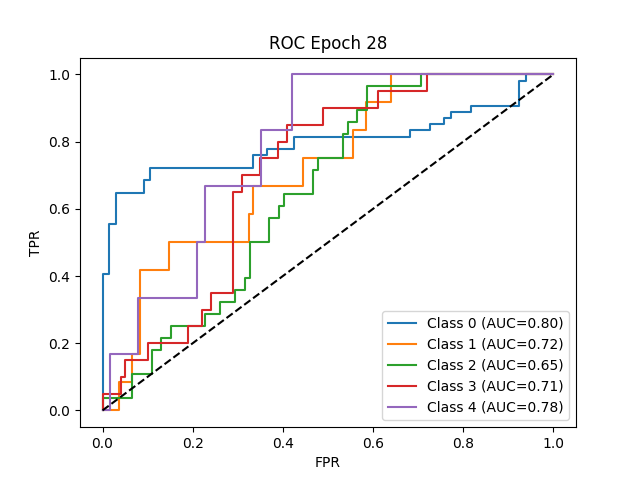 ROC Epoch 28
TPR
1.0
0.8
0.6
0.4
0.2
0.0
Class 0 (AUC=0.80)
Class 1 (AUC=0.72)
Class 2 (AUC=0.65)
Class 3 (AUC=0.71)
Class 4 (AUC=0.78)
0.0 0.2 0.4 0.6 0.8 1.0
FPR